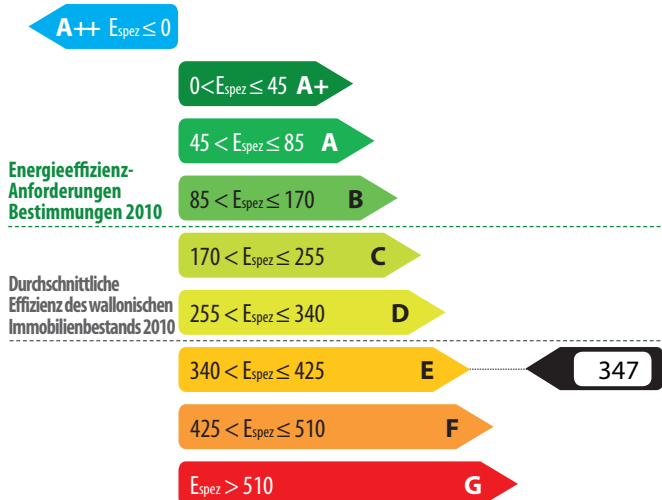 A++ Espez ≤ 0
0<Espez ≤ 45 A+
45 < Espez ≤ 85 A
Energieeffizienz-
Anforderungen
Bestimmungen 2010
85 < Espez ≤ 170 B
170 < Espez ≤ 255 C
Durchschnittliche
Effizienz des wallonischen
Immobilienbestands 2010
255 < Espez ≤ 340 D
340 < Espez ≤ 425 E
347
425 < Espez ≤ 510 F
Espez > 510 G